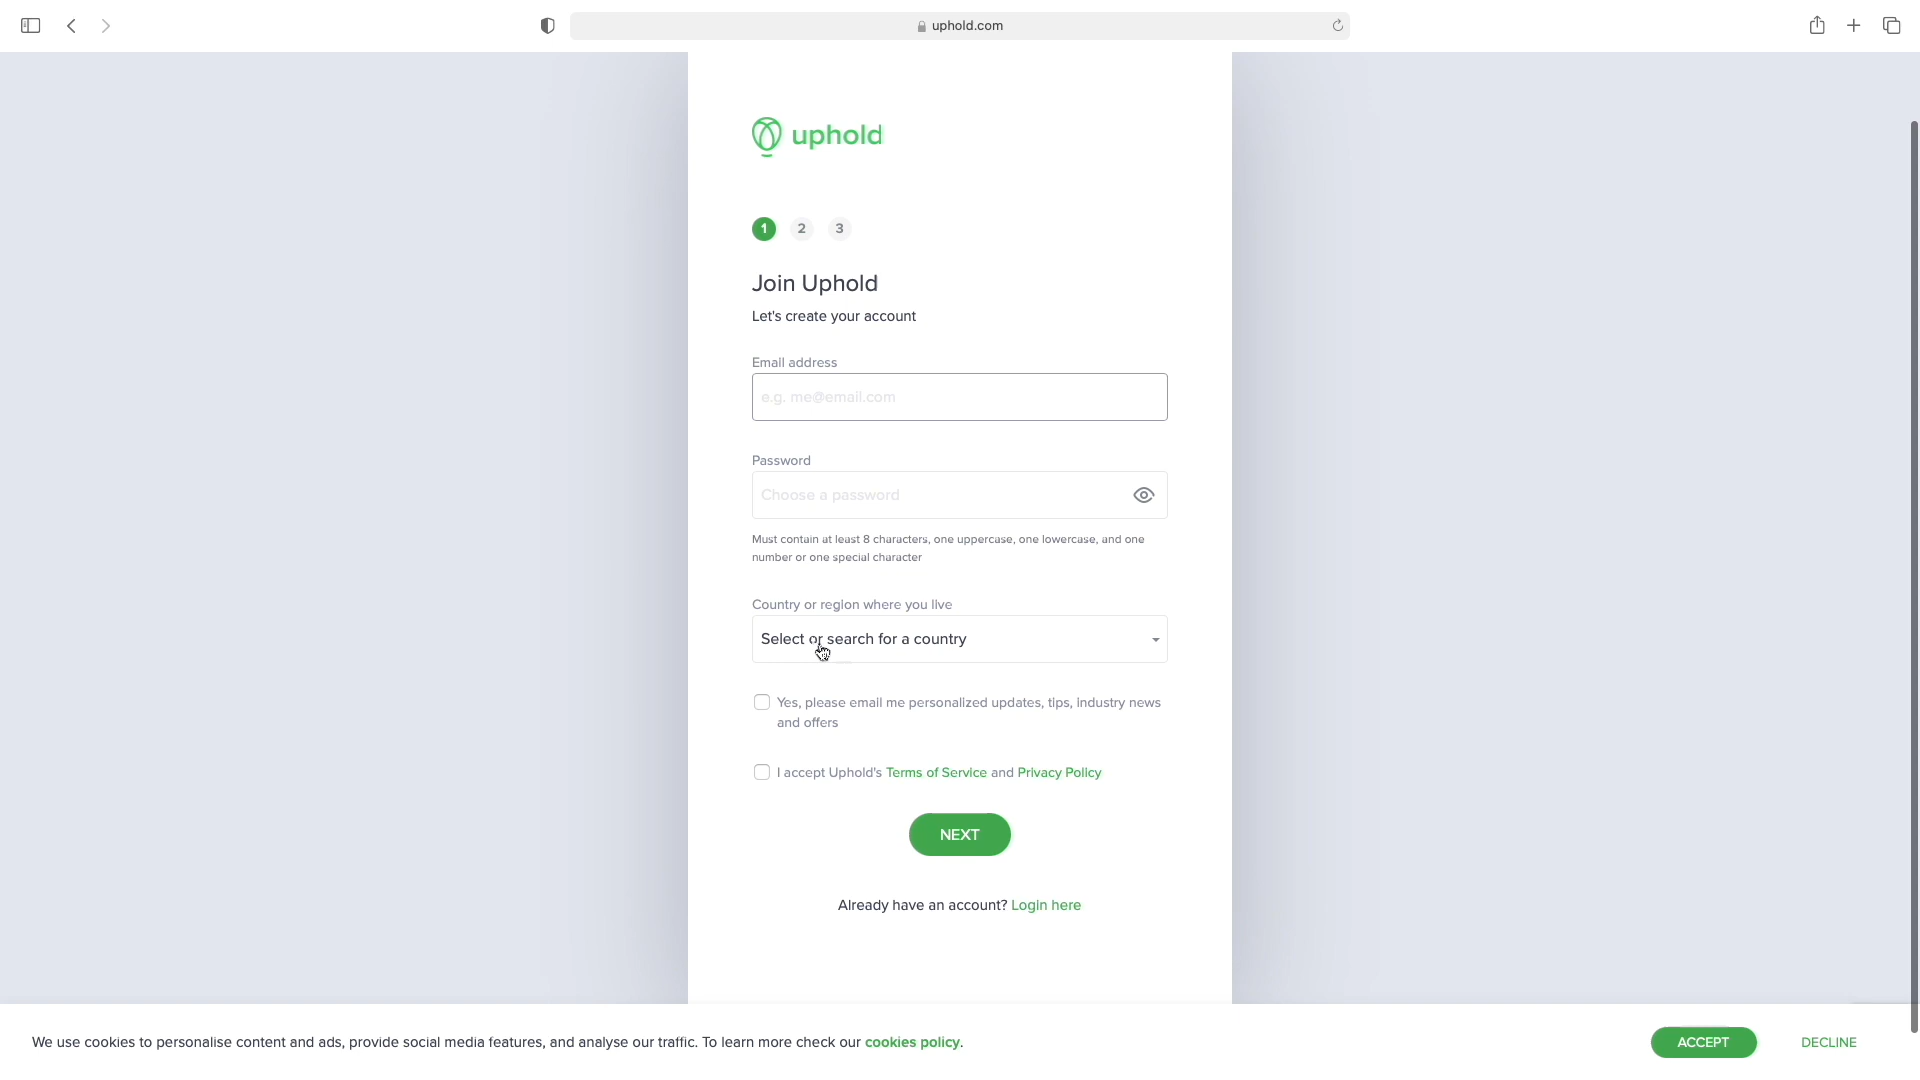 uphold.com
uphold
1 2 3
Join Uphold
Let's create your account
Email address
e.g. me@email.com
Password
Choose a password
Must contain at least 8 characters, one uppercase, one lowercase, and one
number or one special character
Country or region where you live
Select or search for a country
Yes, please email me personalized updates, tips, industry news
and offers
I accept Uphold's Terms of Service and Privacy Policy
NEXT
Already have an account? Login here
We use cookies to personalise content and ads, provide social media features, and analyse our traffic. To learn more check our cookies policy.
ACCEPT
DECLINE